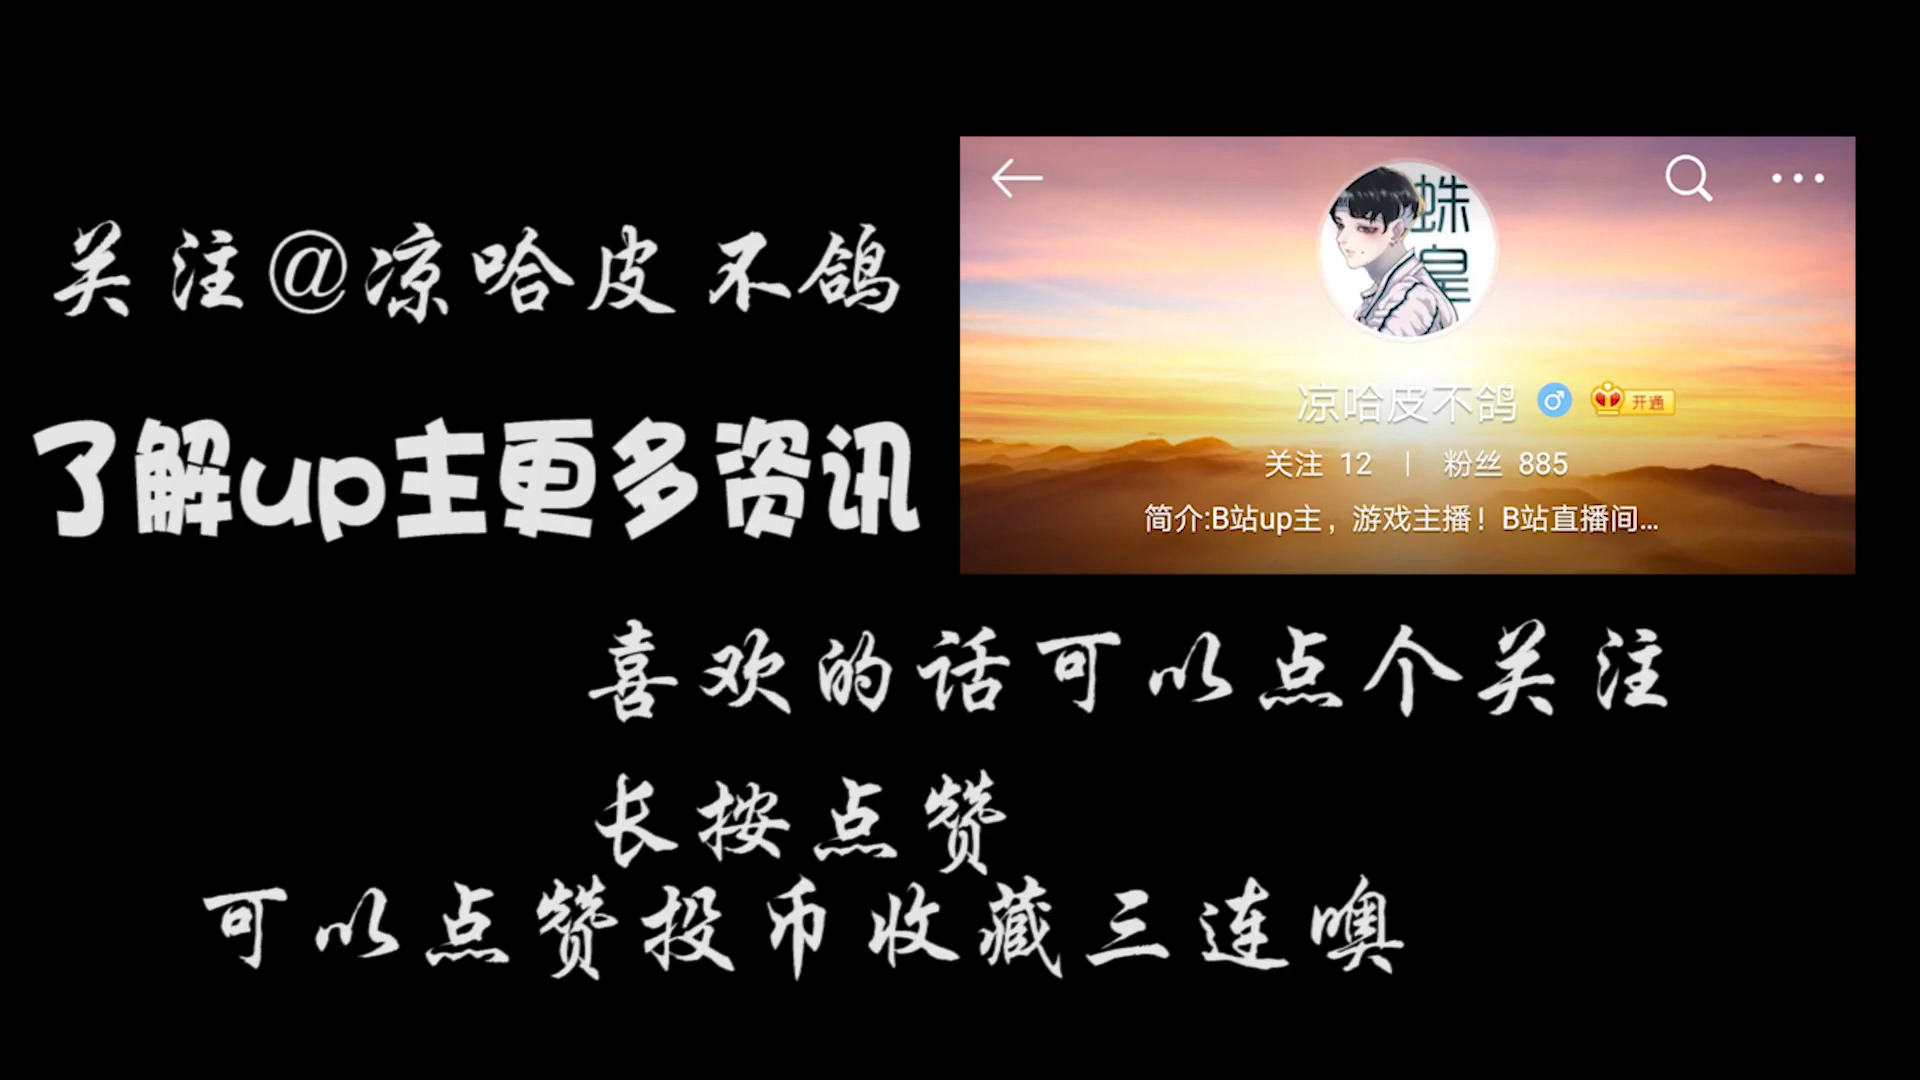 关注@凉哈皮不鸽
了解up主更多资讯
蛛
皇
凉哈皮不鸽
开通
关注 12 | 粉丝 885
简介:B站up主，游戏主播！B站直播间...
喜欢的话可以点个关注
长按点赞
可以点赞投币收藏三连噢